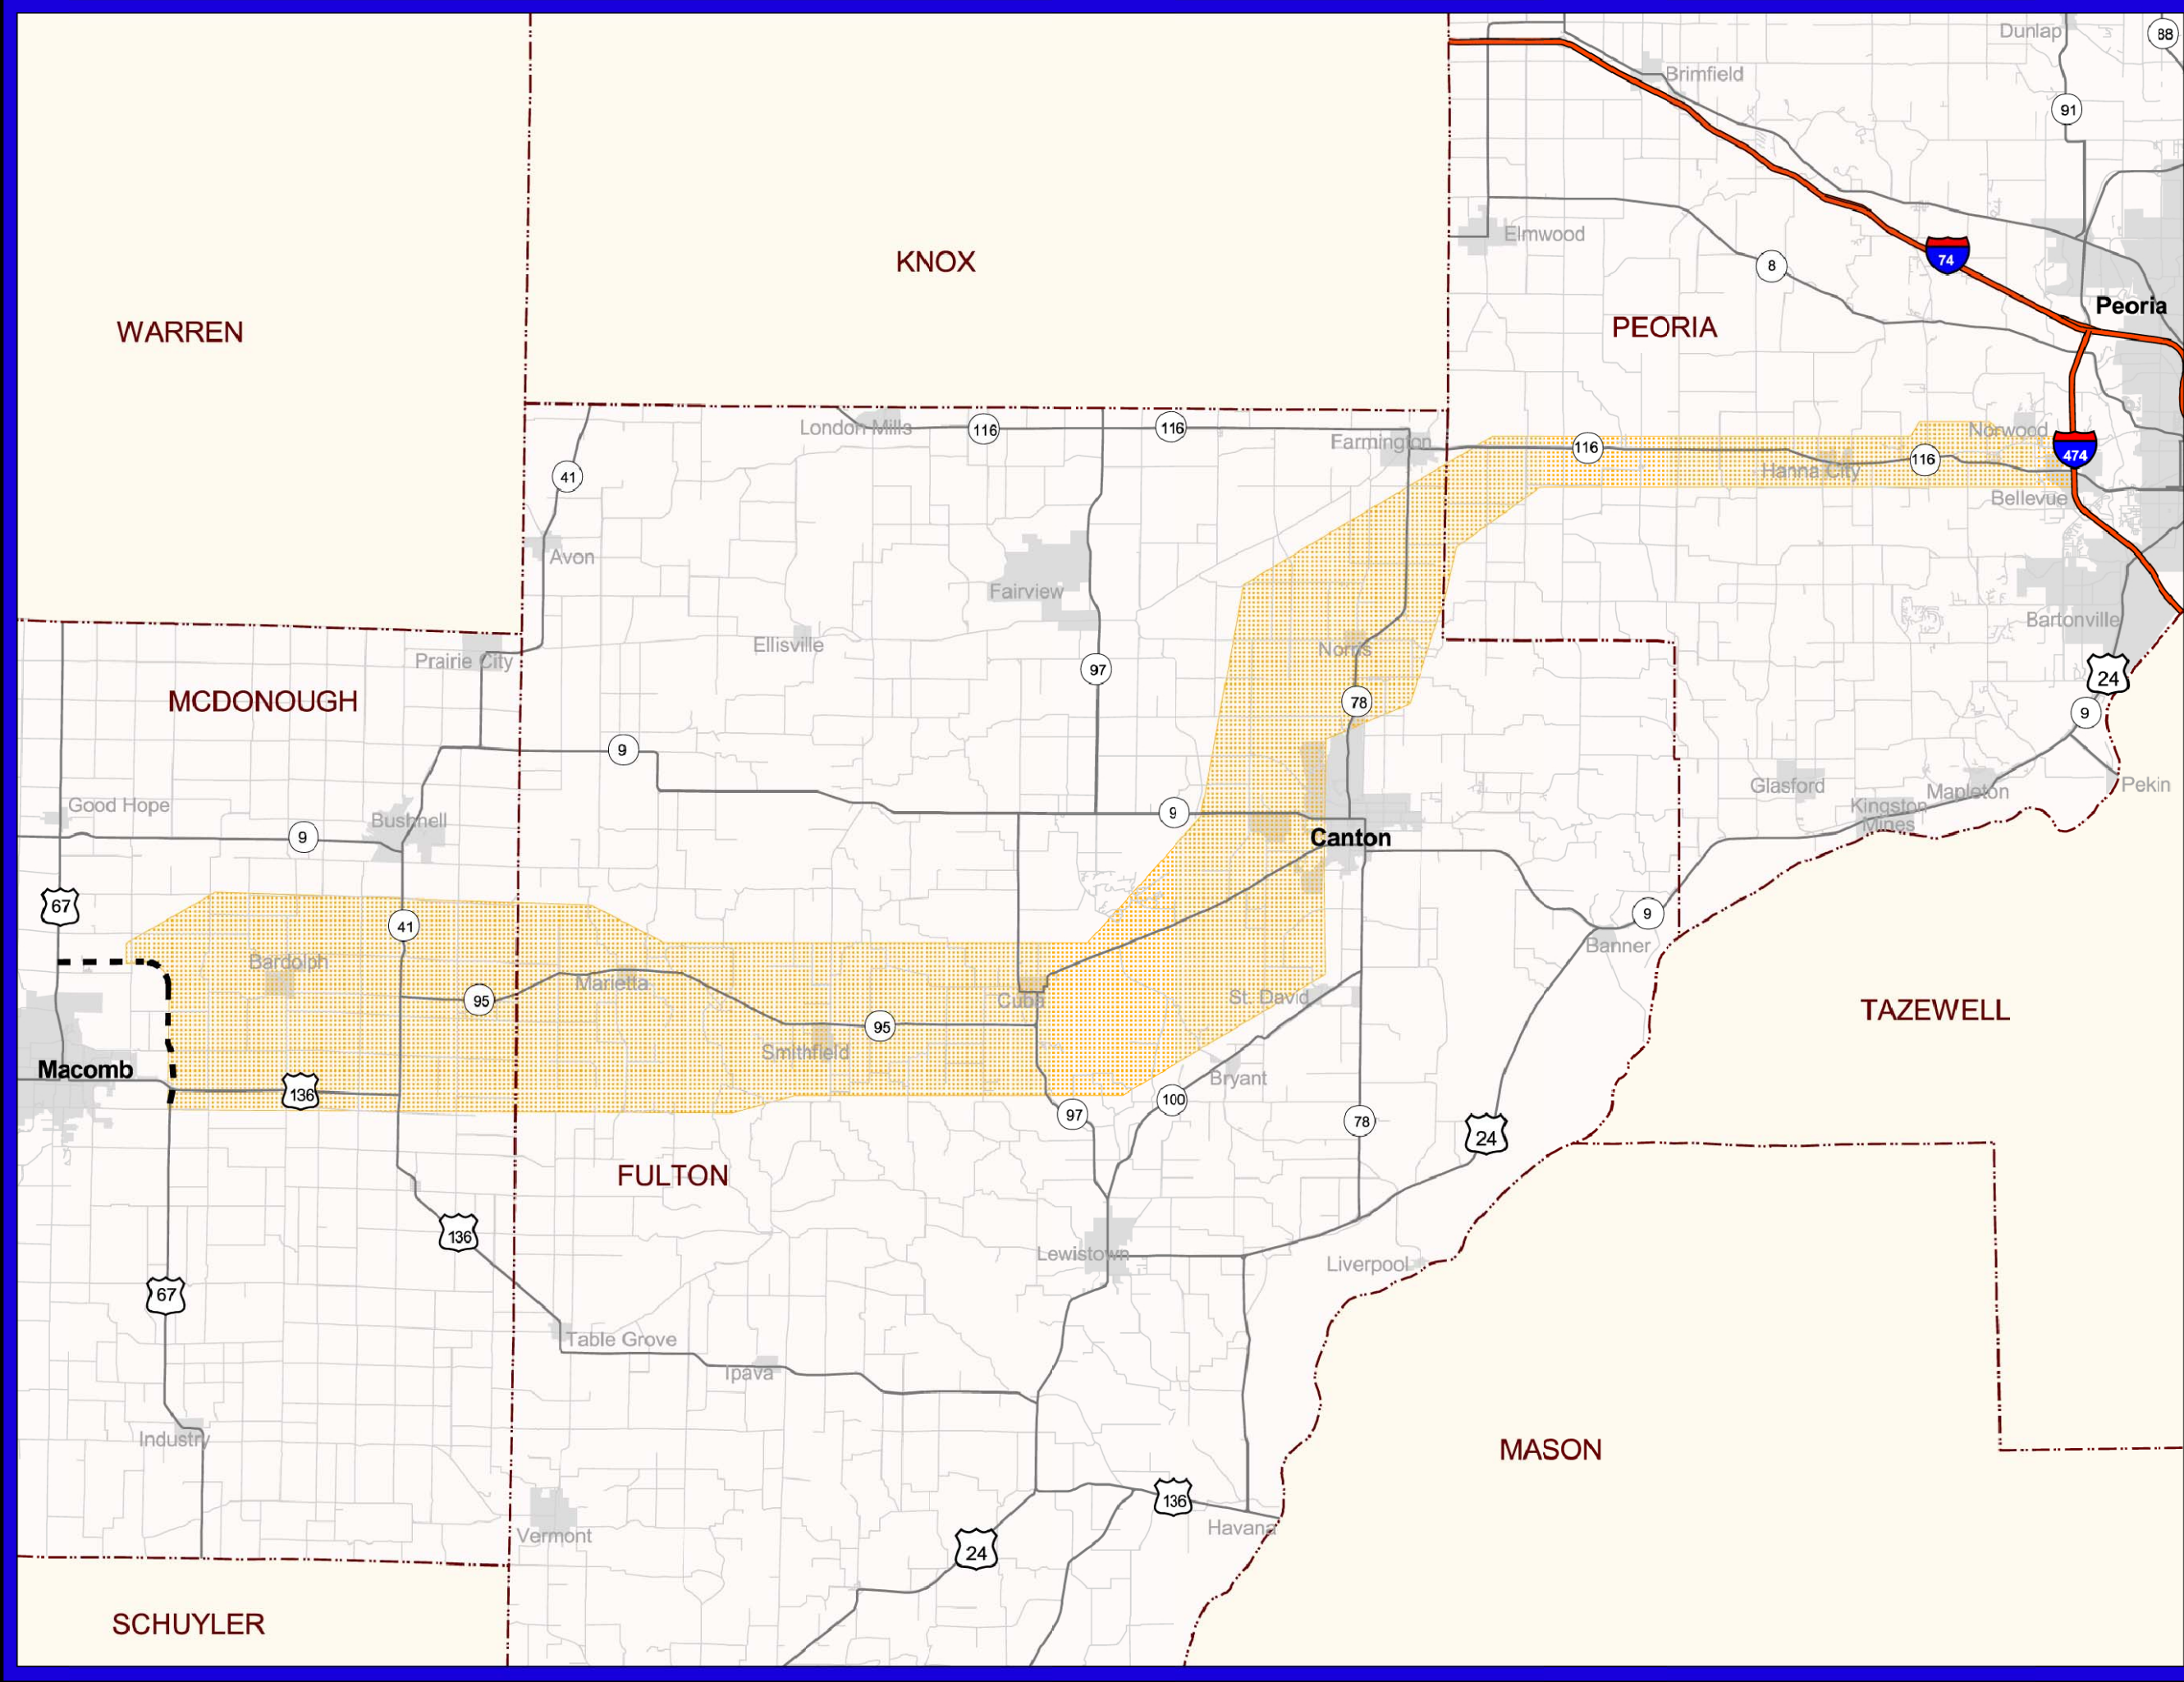 Dunlap
88
Brimfield
91
Elmwood
KNOX
74
8
Peoria
WARREN
PEORIA
London Mills
116
116
Farmington
116
Norwood
Hanna City
116
474
Bellevue
41
Avon
Fairview
Ellisville
Norris
Bartonville
Prairie City
97
24
MCDONOUGH
78
9
9
Good Hope
Bushnell
9
9
Glasford
Mapleton
Pekin
Kingston
Mines
Canton
67
41
9
Banner
Bardolph
Marietta
95
Cuba
St. David
TAZEWELL
95
Smithfield
Macomb
136
Bryant
100
97
78
24
FULTON
136
Lewistown
Liverpool
67
Table Grove
Ipava
Industry
MASON
136
Havana
Vermont
24
SCHUYLER